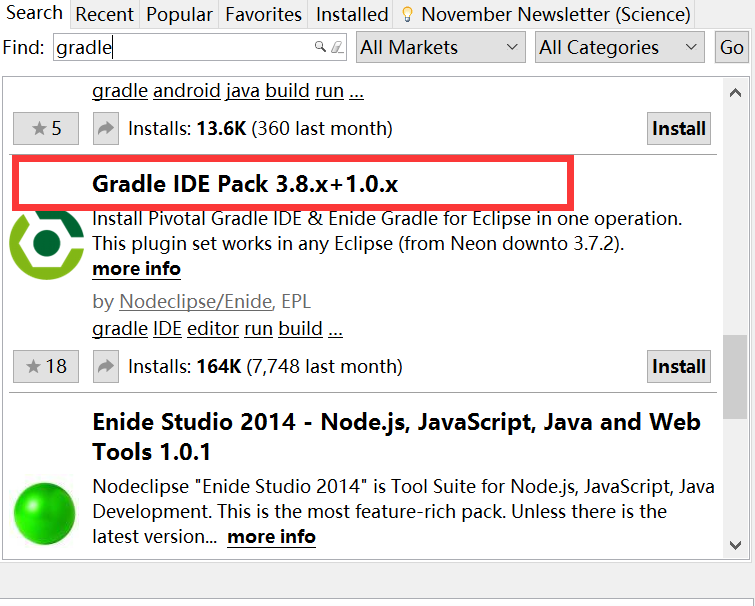 Search Recent Popular Favorites Installed November Newsletter (Science)
Find: gradle All Markets All Categories Go
gradle android java build run ...
5 Installs: 13.6K (360 last month) Install
Gradle IDE Pack 3.8.x+1.0.x
Install Pivotal Gradle IDE & Enide Gradle for Eclipse in one operation.
This plugin set works in any Eclipse (from Neon downto 3.7.2).
more info
by Nodeclipse/Enide, EPL
gradle IDE editor run build ...
18 Installs: 164K (7,748 last month) Install
Enide Studio 2014 - Node.js, JavaScript, Java and Web
Tools 1.0.1
Nodeclipse "Enide Studio 2014" is Tool Suite for Node.js, JavaScript, Java
Development. This is the most feature-rich pack. Unless there is the
latest version... more info